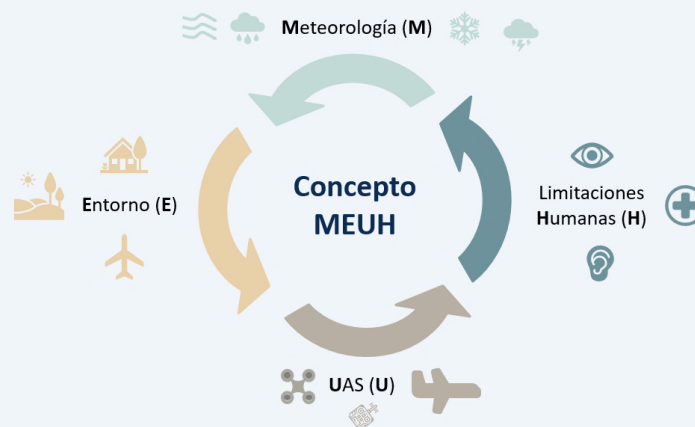 Meteorología (M)
Concepto
MEUH
Entorno (E)
Limitaciones
Humanas (H)
UAS (U)